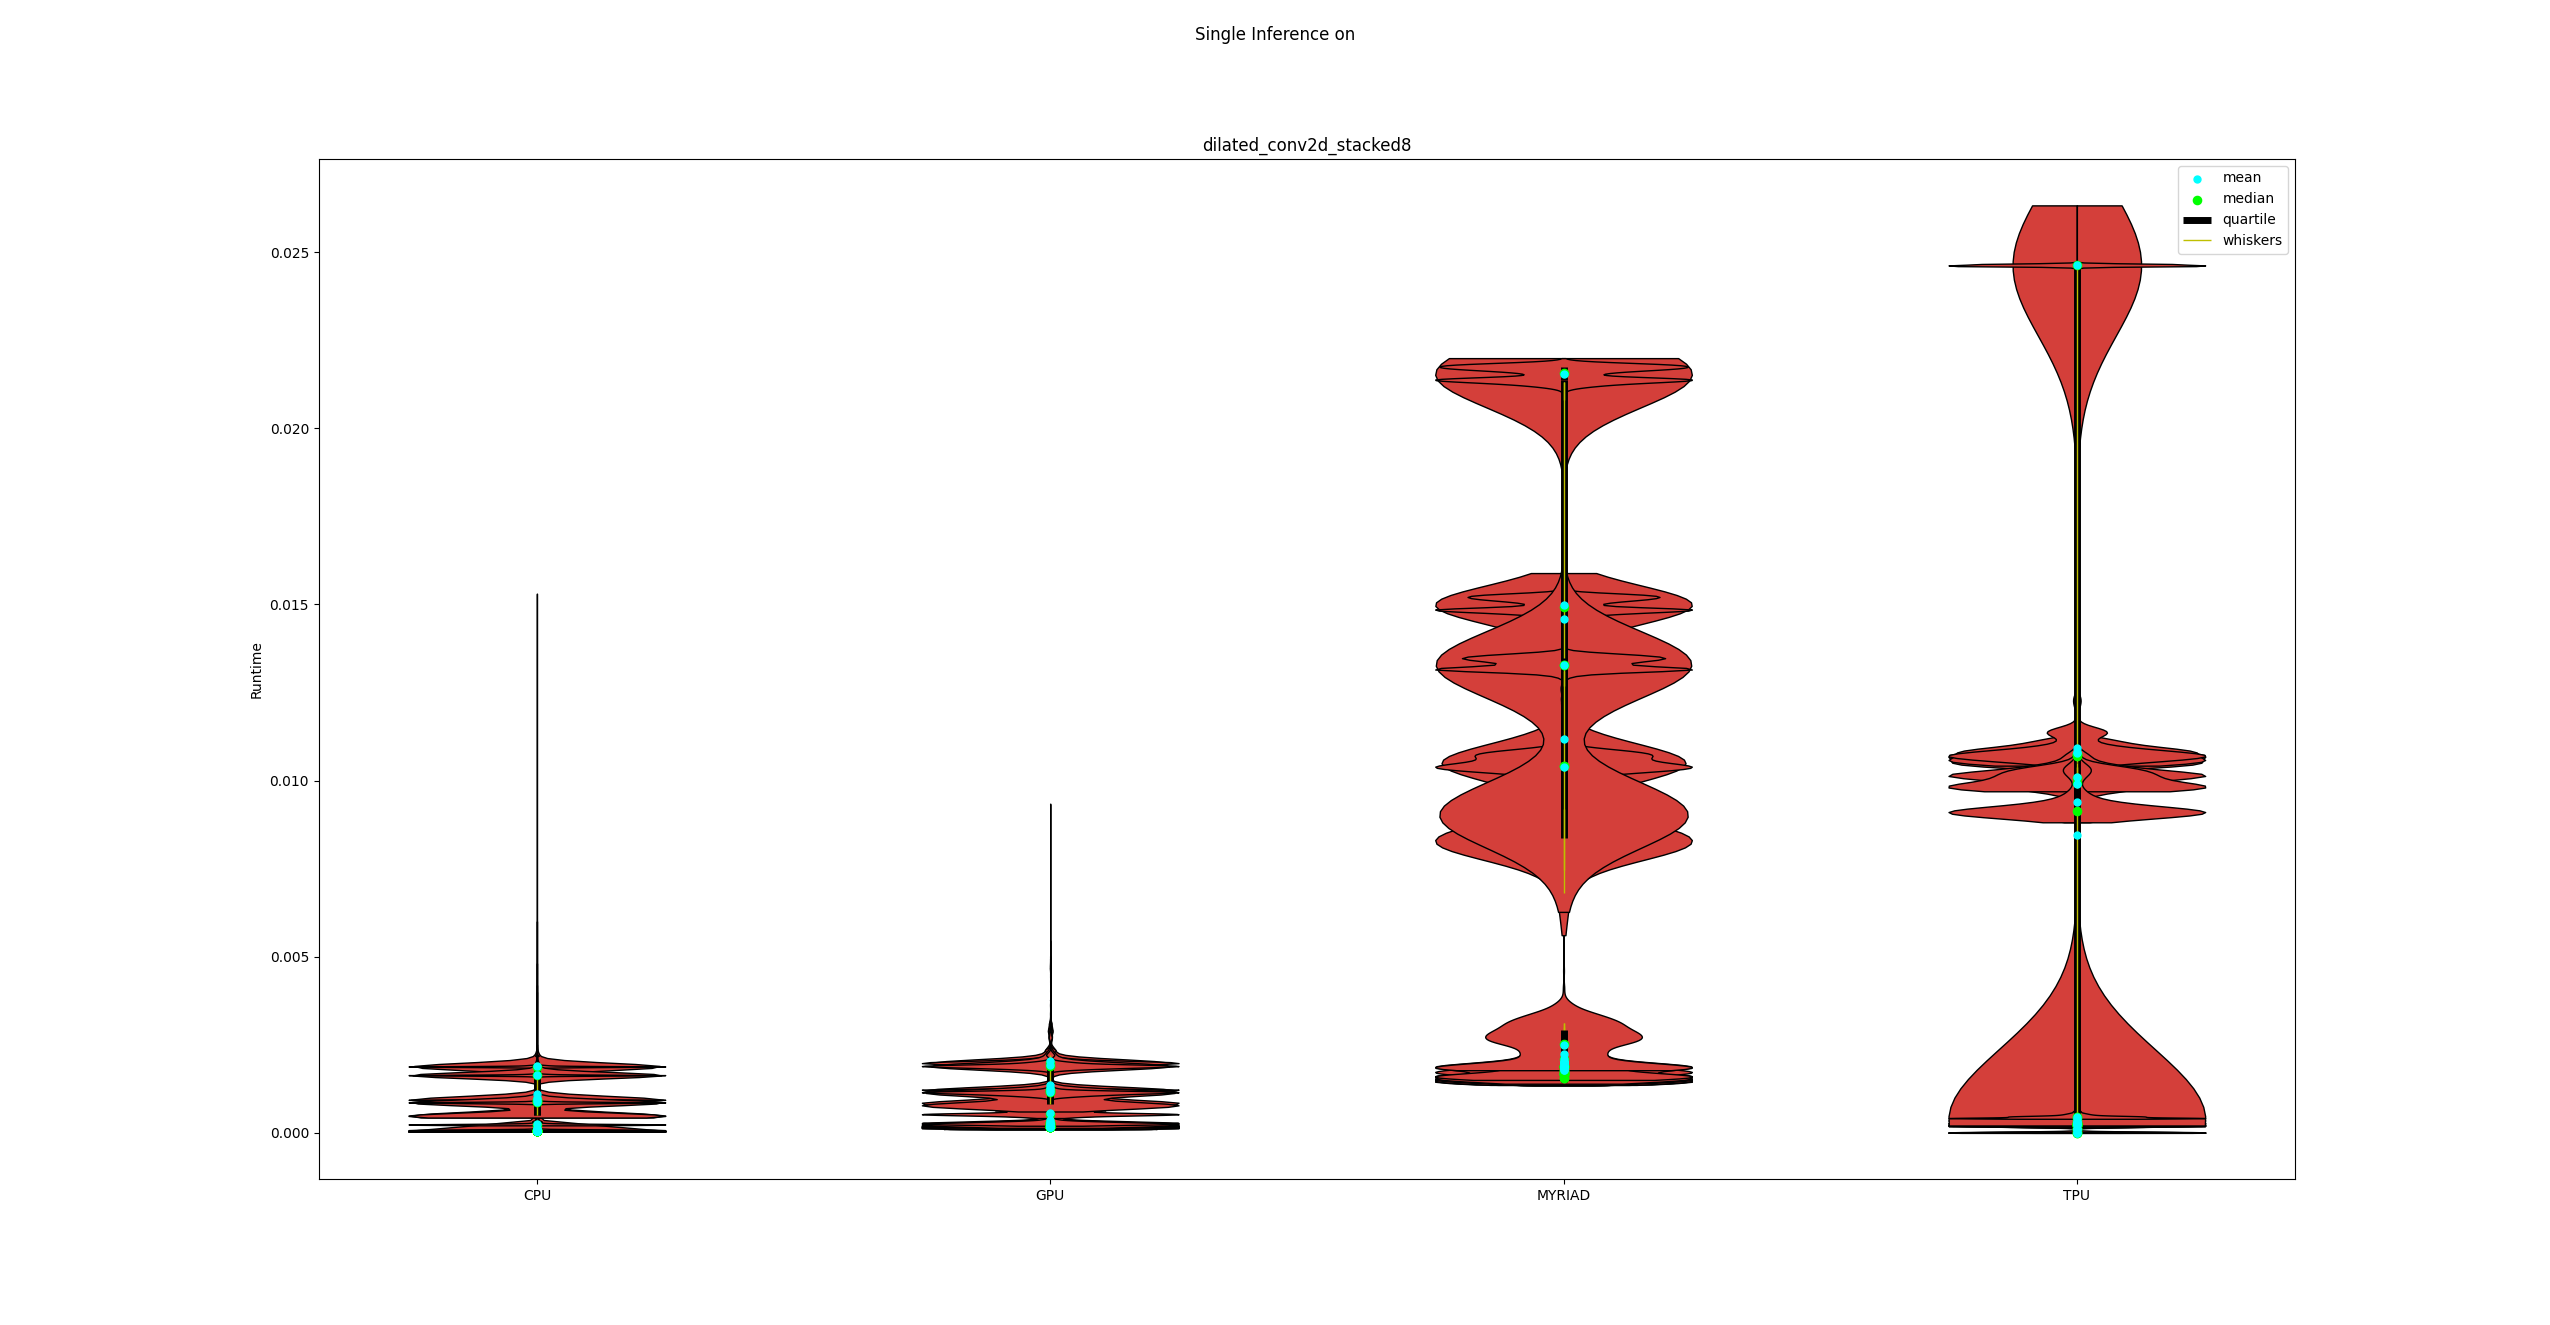 Single Inference on
dilated_conv2d_stacked8
mean
median
quartile
whiskers
Runtime
0.025
0.020
0.015
0.010
0.005
0.000
CPU
GPU
MYRIAD
TPU